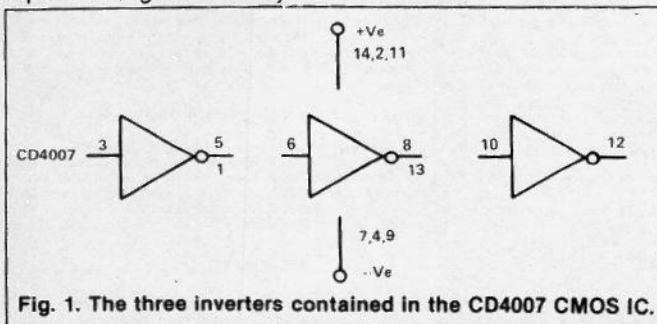 +Ve
14,2,11
CD4007 3 5 6 8 10 12
1 13
7,4,9
- Ve
Fig. 1. The three inverters contained in the CD4007 CMOS IC.